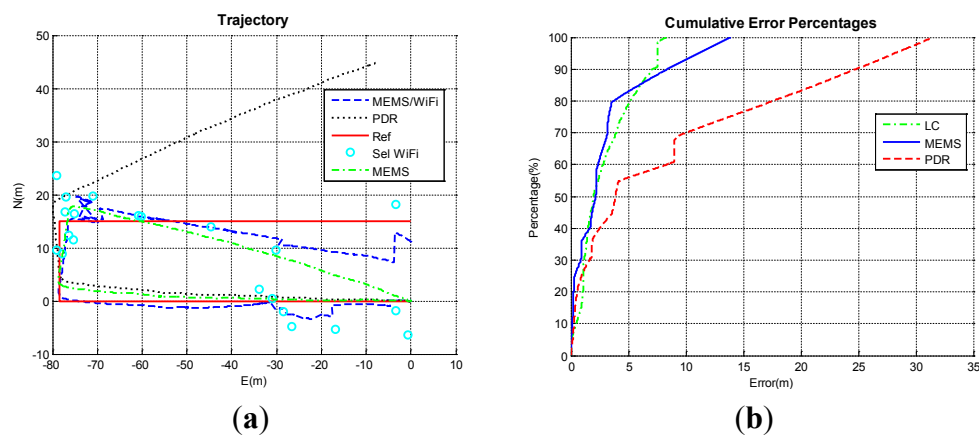 Trajectory
50
40
30
20
10
0
-10
N(m)
-80 -70 -60 -50 -40 -30 -20 -10 0 10
E(m)
MEMS/WiFi
PDR
Ref
Sel WiFi
MEMS
(a)
Cumulative Error Percentages
100
90
80
70
60
50
40
30
20
10
0
Percentage(%)
0 5 10 15 20 25 30 35
Error(m)
LC
MEMS
PDR
(b)